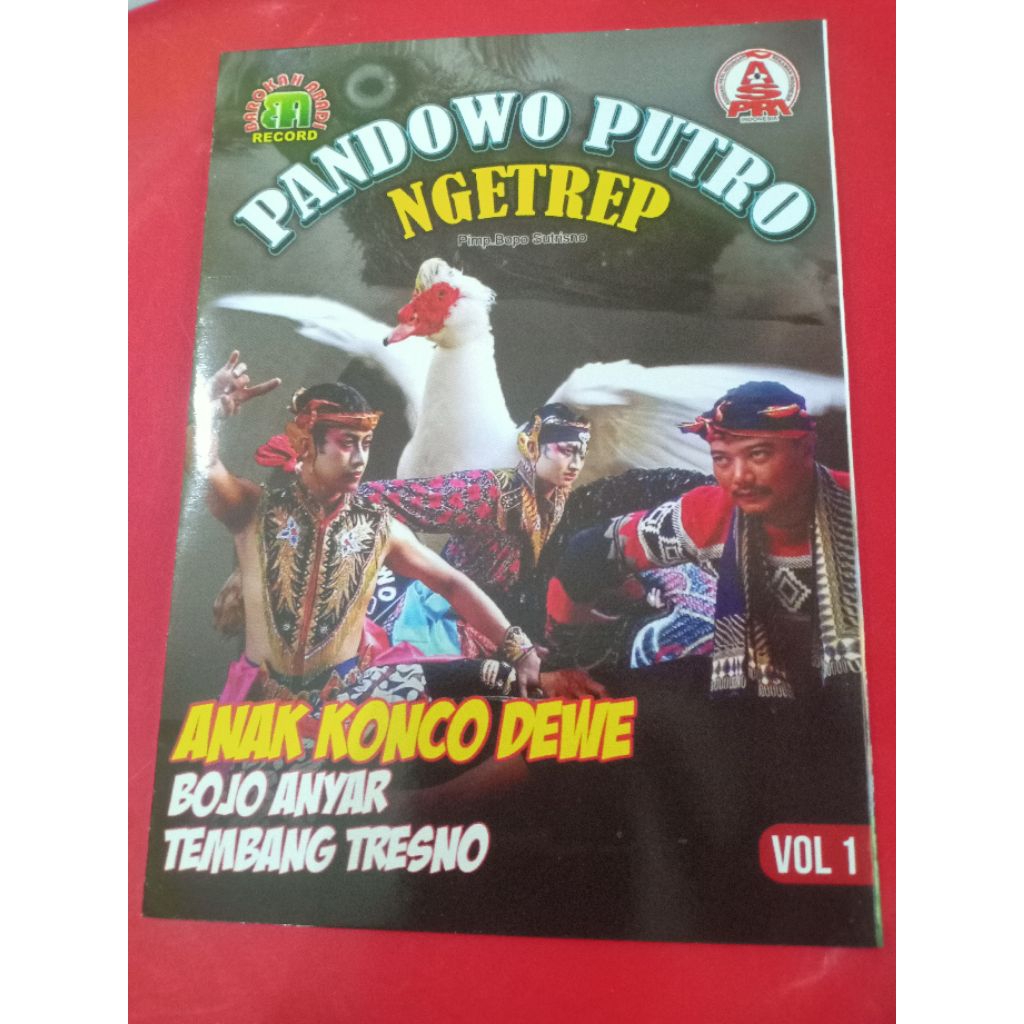 BAROKAH ANAPI
RECORD
ASPRI
INDONESIA
PANDOWO PUTRO
NGETREP
Pimp.Bopo Sutrisno
ANAK KONCO DEWE
BOJO ANYAR
TEMBANG TRESNO
VOL 1